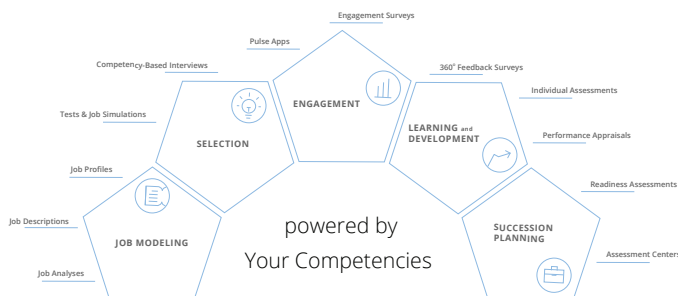 Engagement Surveys
Pulse Apps
Competency-Based Interviews
360° Feedback Surveys
Individual Assessments
ENGAGEMENT
Tests & Job Simulations
LEARNING and
DEVELOPMENT
Performance Appraisals
SELECTION
Job Profiles
Readiness Assessments
Job Descriptions
powered by
SUCCESSION
PLANNING
JOB MODELING
Your Competencies
Assessment Centers
Job Analyses